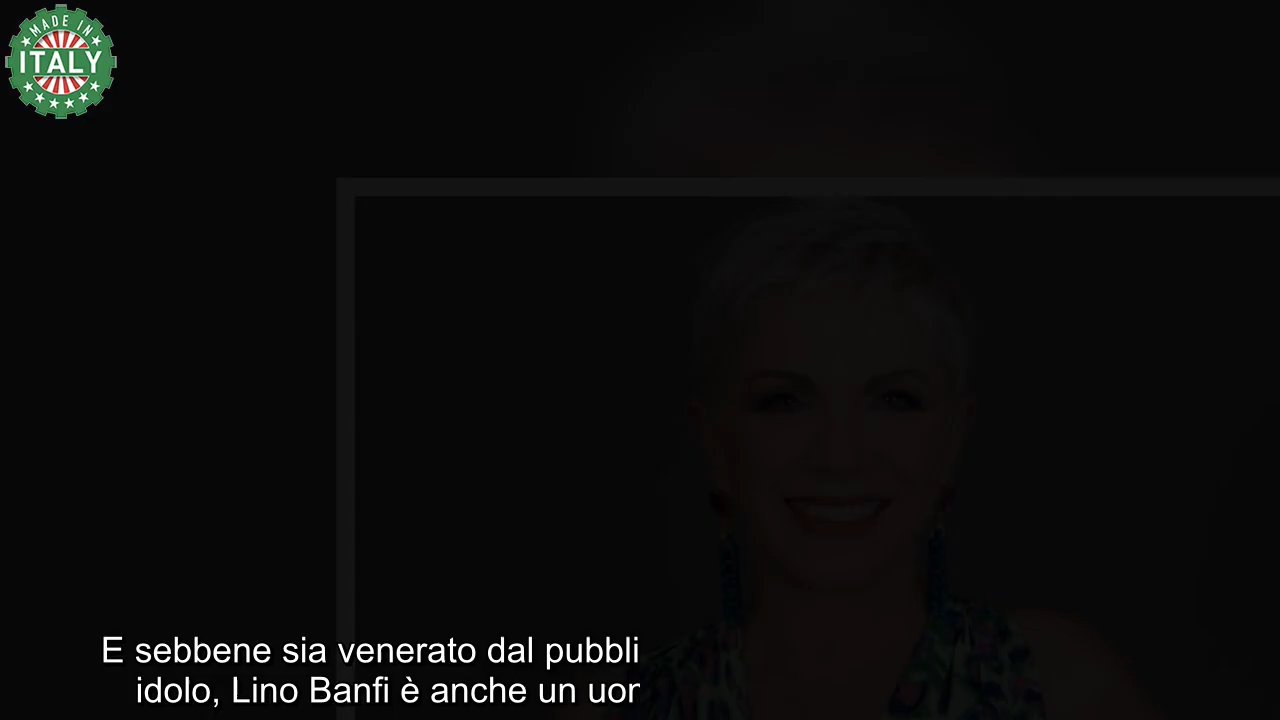 MADE IN
ITALY
E sebbene sia venerato dal pubbli
idolo, Lino Banfi è anche un uor